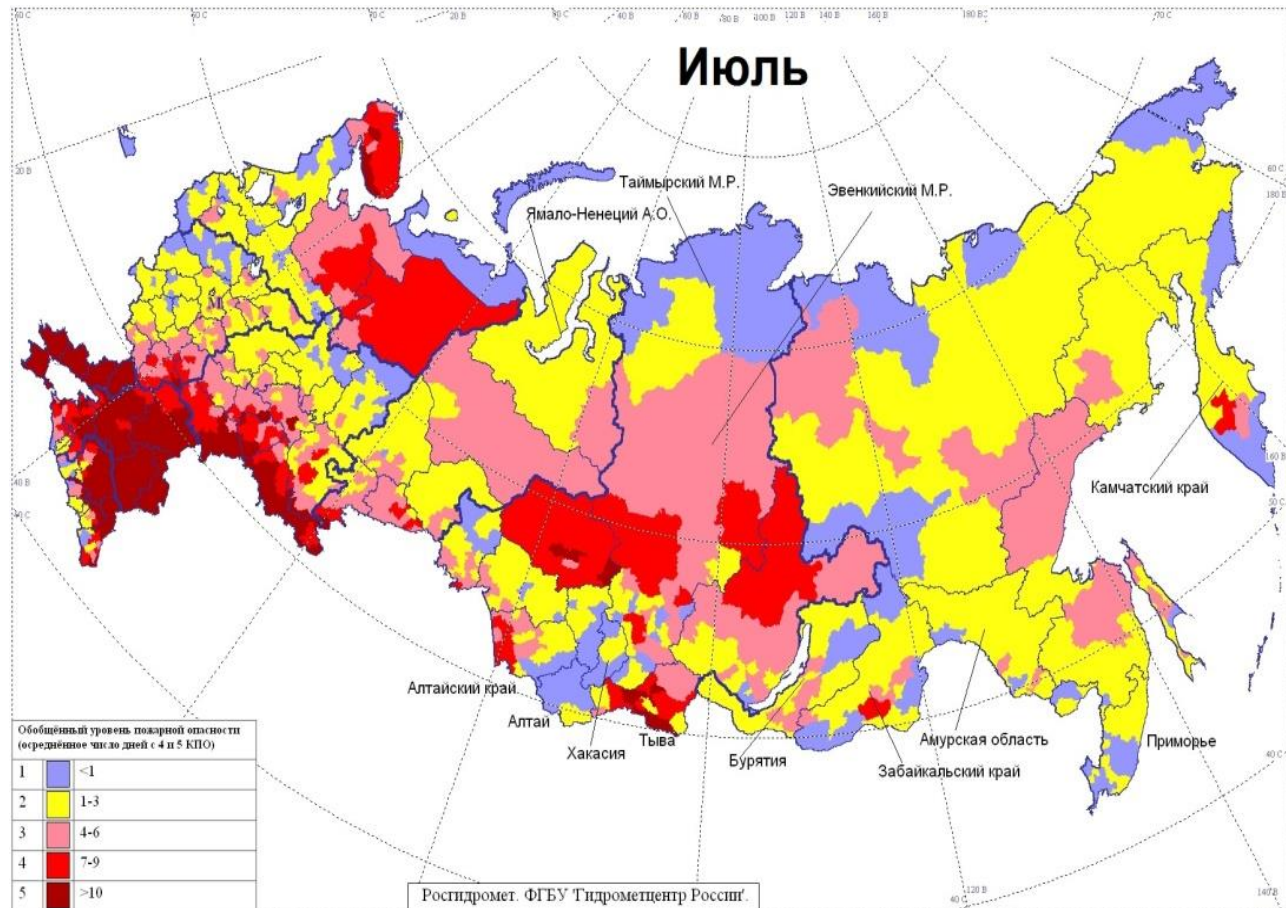 Июль
Таймырский М.Р.
Эвенкийский М.Р.
Ямало-Ненеций А.О.
Камчатский край
Алтайский край
Алтай
Хакасия
Тыва
Бурятия
Забайкальский край
Амурская область
Приморье
Обобщённый уровень пожарной опасности
(осреднённое число дней с 4 и 5 КПО)
1 <1
2 1-3
3 4-6
4 7-9
5 >10
Росгидромет. ФГБУ 'Гидрометцентр России'.